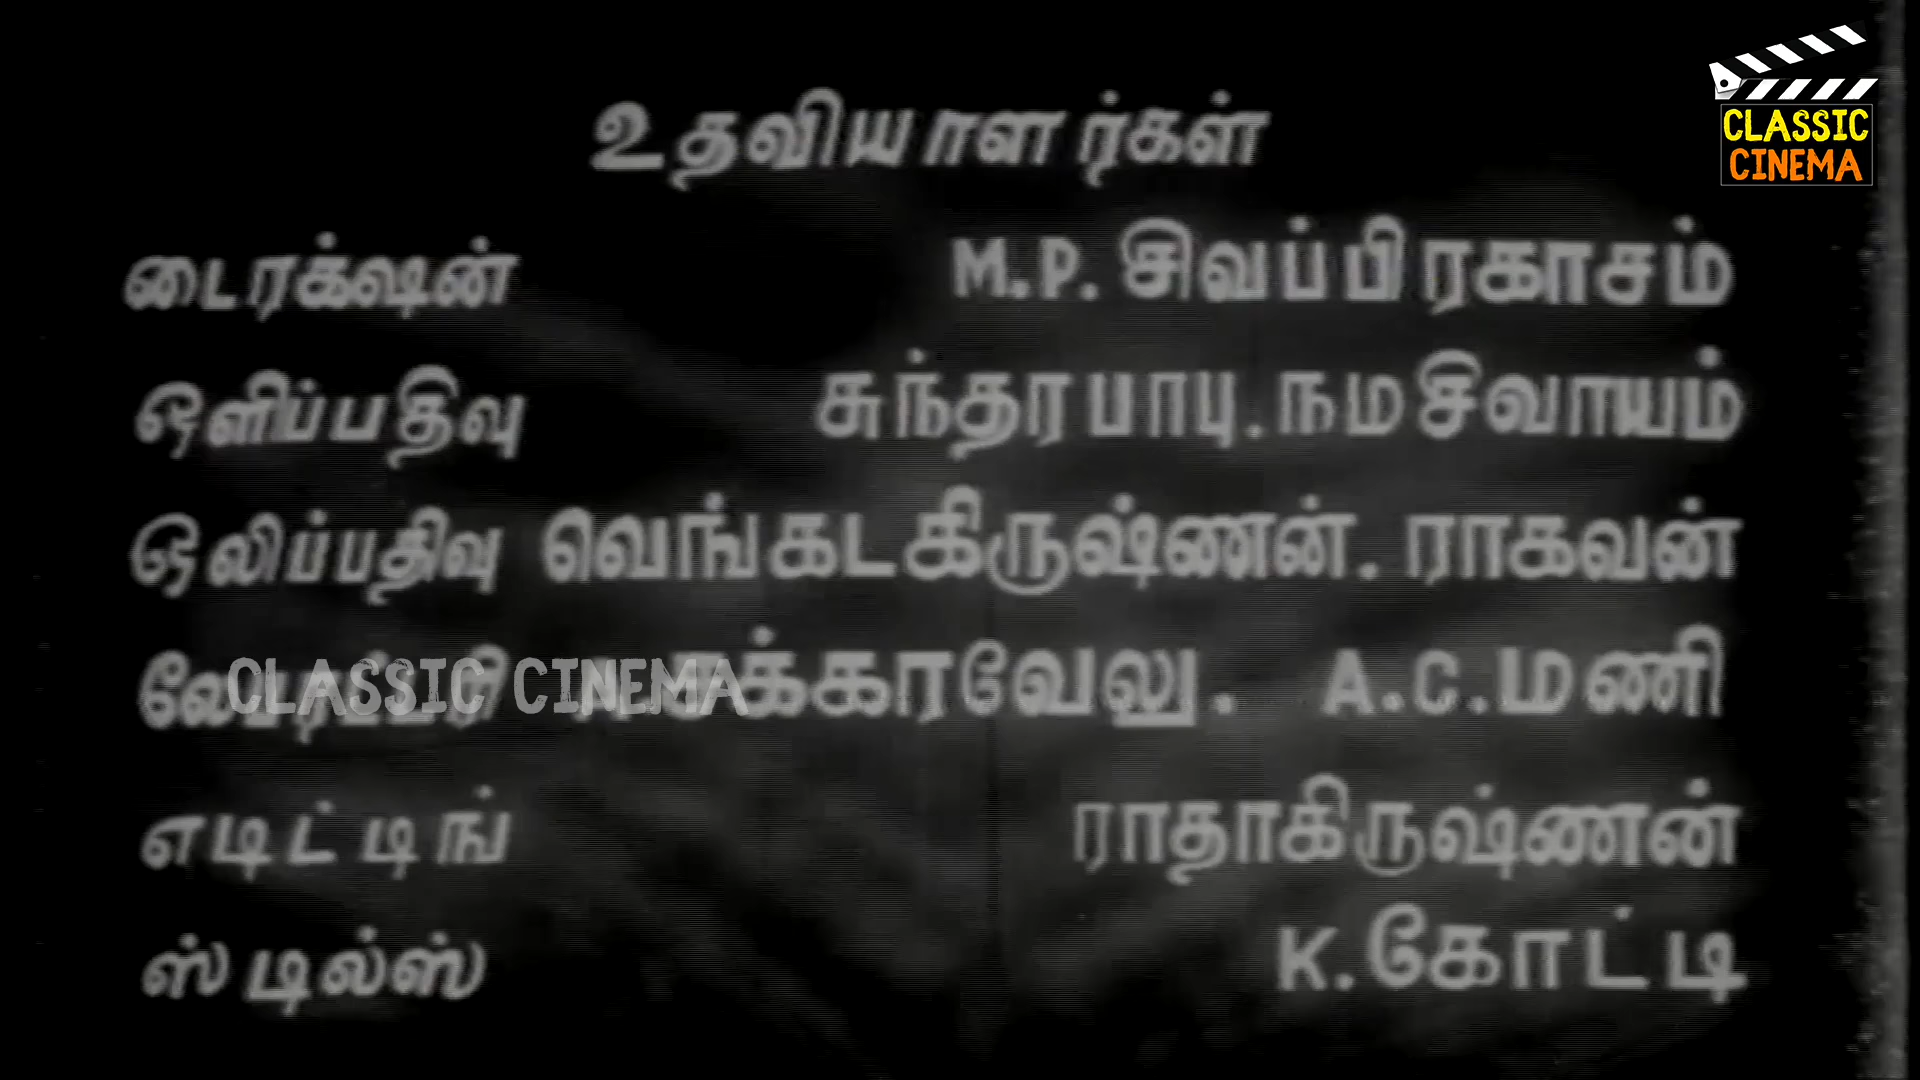 உதவியாளர்கள்
CLASSIC
CINEMA
டைரக்‌ஷன் M.P. சிவப்பிரகாசம்
ஒளிப்பதிவு சுந்தரபாபு. நமசிவாயம்
ஒலிப்பதிவு வெங்கடகிருஷ்ணன். ராகவன்
A.C.மணி
CLASSIC CINEMA
எடிட்டிங் ராதாகிருஷ்ணன்
ஸ்டில்ஸ் K.கோட்டி